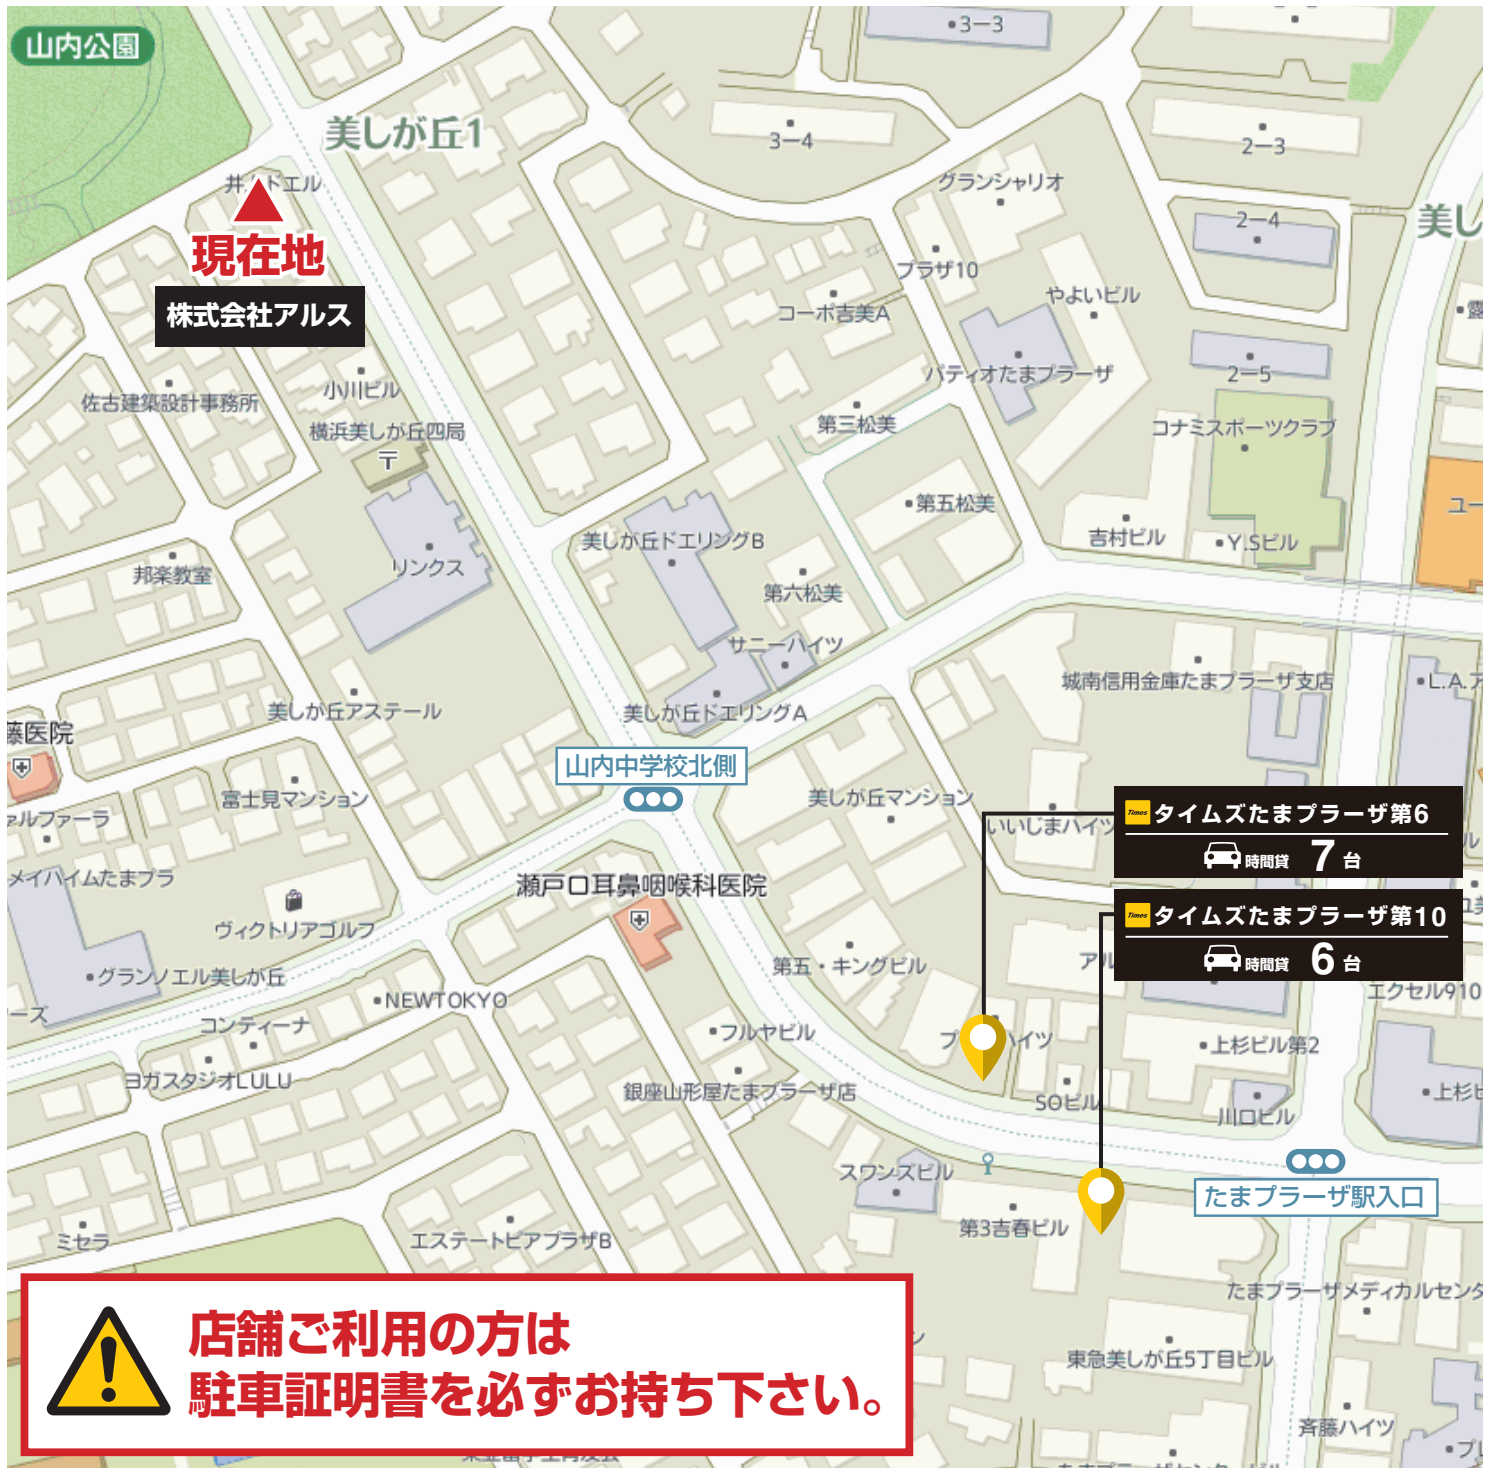 山内公園
3-3
美しが丘1
3-4
2-3
グランシャリオ
2-4
美し
現在地
株式会社アルス
プラザ10
コーポ吉美A
やよいビル
小川ビル
佐古建築設計事務所
パティオたまプラーザ
2-5
横浜美しが丘四局
第三松美
コナミスポーツクラブ
第五松美
ユー
美しが丘ドエリングB
吉村ビル
Y.Sビル
リンクス
邦楽教室
第六松美
サニーハイツ
城南信用金庫たまプラーザ支店
L.A.ア
美しが丘アステール
美しが丘ドエリングA
藤医院
山内中学校北側
富士見マンション
美しが丘マンション
いいじまハイツ
Times タイムズたまプラーザ第6
時間貸 7 台
ァルファーラ
メイハイムたまプラ
瀬戸口耳鼻咽喉科医院
Times タイムズたまプラーザ第10
時間貸 6 台
ヴィクトリアゴルフ
第五・キングビル
グランノエル美しが丘
NEWTOKYO
エクセル910
ーズ
コンティーナ
フルヤビル
ハイツ
上杉ビル第2
ヨガスタジオLULU
銀座山形屋たまプラーザ店
SOビル
川口ビル
上杉ビ
スワンズビル
たまプラーザ駅入口
ミセラ
エステートピアプラザB
第3吉春ビル
たまプラーザメディカルセンタ
店舗ご利用の方は
駐車証明書を必ずお持ち下さい。
東急美しが丘5丁目ビル
斉藤ハイツ